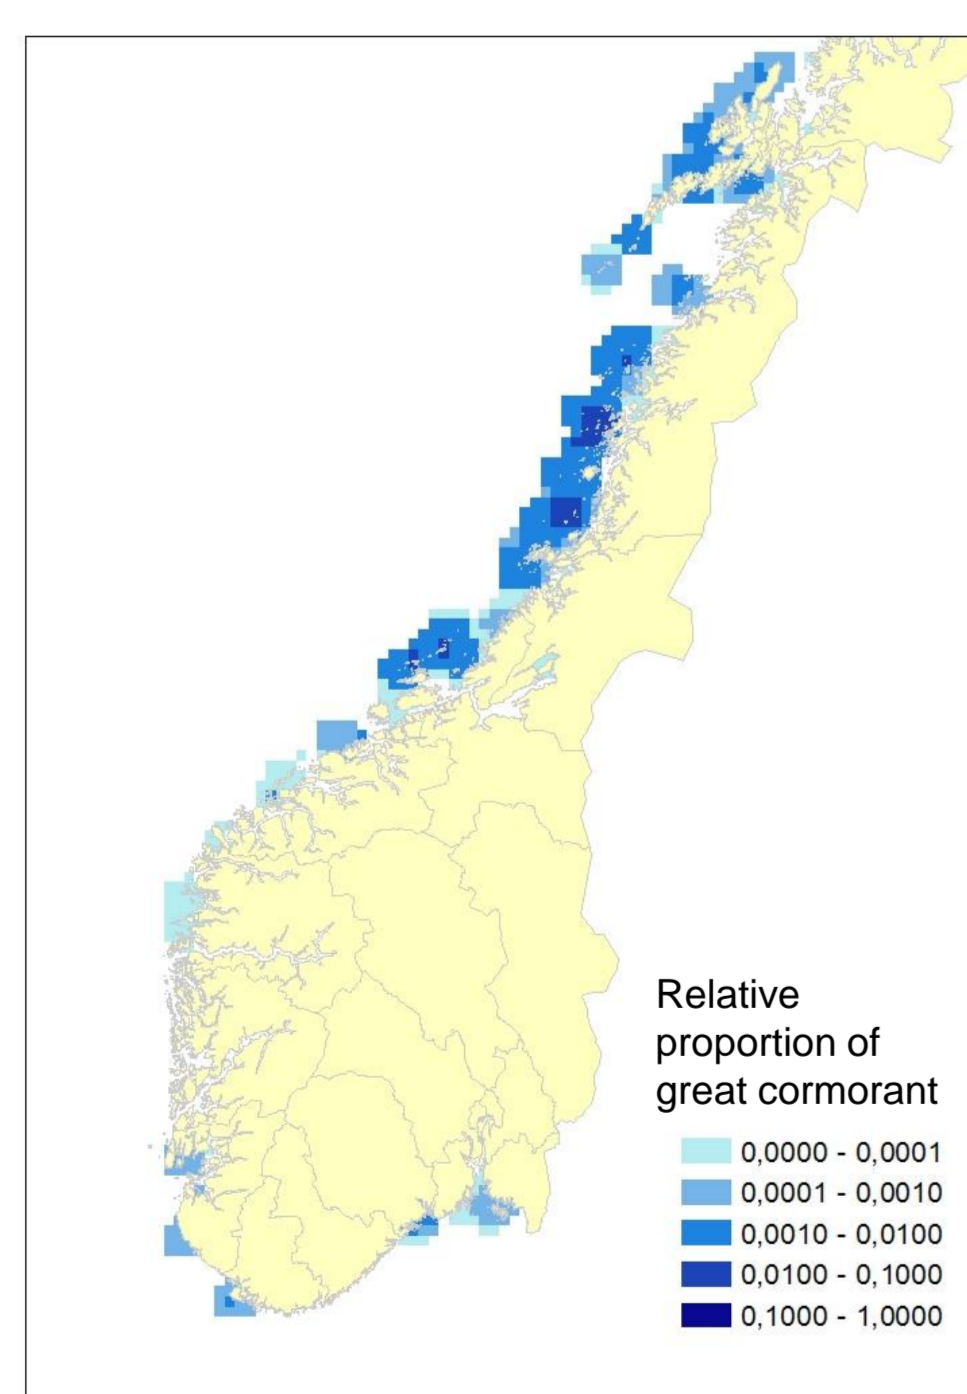 Relative
proportion of
great cormorant
0,0000 - 0,0001
0,0001 - 0,0010
0,0010 - 0,0100
0,0100 - 0,1000
0,1000 - 1,0000